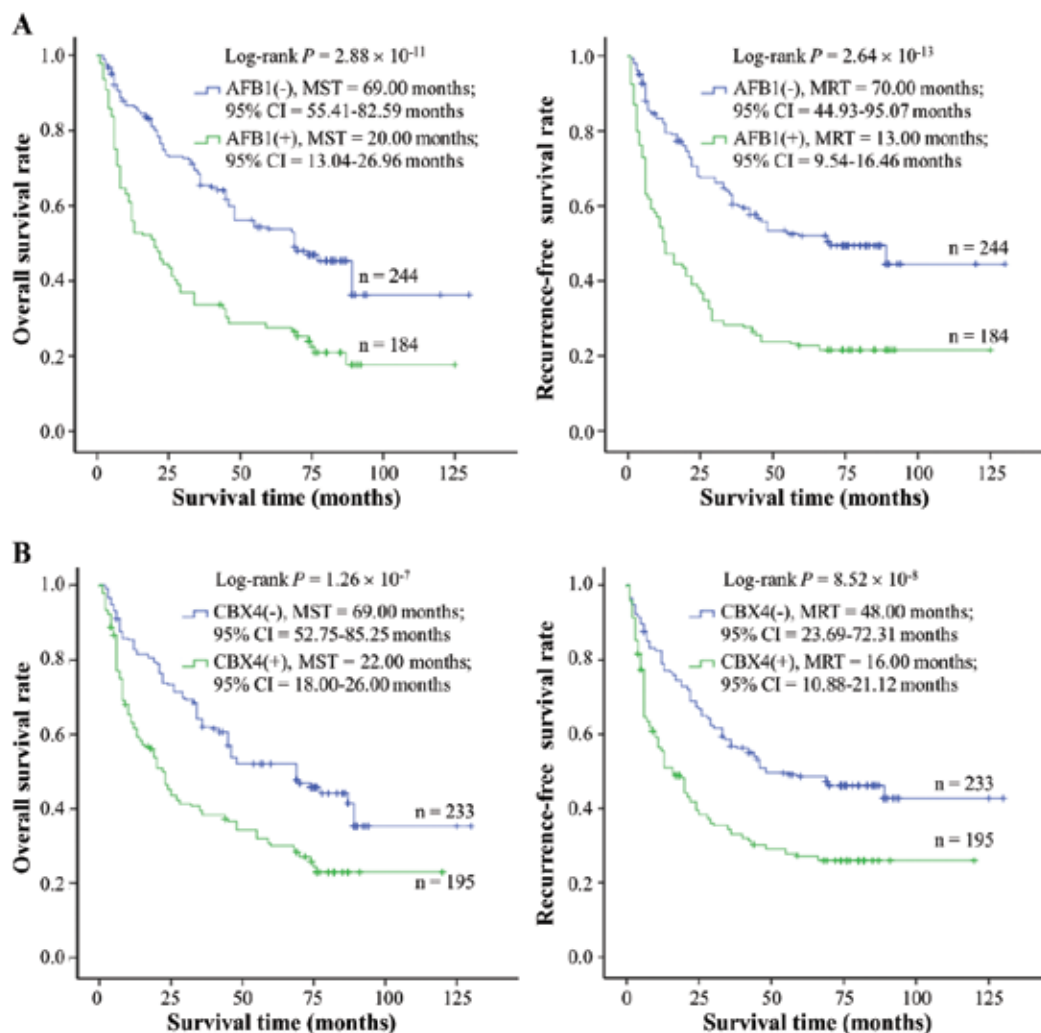 A
Log-rank P = 2.88 × 10-11
AFB1(-), MST = 69.00 months;
95% CI = 55.41-82.59 months
AFB1(+), MST = 20.00 months;
95% CI = 13.04-26.96 months
n = 244
n = 184
Overall survival rate
1.0
0.8
0.6
0.4
0.2
0.0
0 25 50 75 100 125
Survival time (months)
Log-rank P = 2.64 × 10-13
AFB1(-), MRT = 70.00 months;
95% CI = 44.93-95.07 months
AFB1(+), MRT = 13.00 months;
95% CI = 9.54-16.46 months
n = 244
n = 184
Recurrence-free survival rate
1.0
0.8
0.6
0.4
0.2
0.0
0 25 50 75 100 125
Survival time (months)
B
Log-rank P = 1.26 × 10-7
CBX4(-), MST = 69.00 months;
95% CI = 52.75-85.25 months
CBX4(+), MST = 22.00 months;
95% CI = 18.00-26.00 months
n = 233
n = 195
Overall survival rate
1.0
0.8
0.6
0.4
0.2
0.0
0 25 50 75 100 125
Survival time (months)
Log-rank P = 8.52 × 10-8
CBX4(-), MRT = 48.00 months;
95% CI = 23.69-72.31 months
CBX4(+), MRT = 16.00 months;
95% CI = 10.88-21.12 months
n = 233
n = 195
Recurrence-free survival rate
1.0
0.8
0.6
0.4
0.2
0.0
0 25 50 75 100 125
Survival time (months)